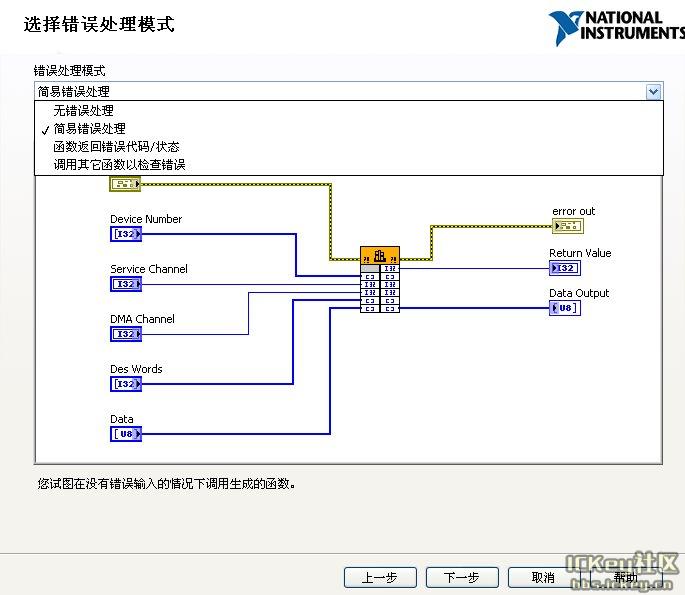 选择错误处理模式
NATIONAL
INSTRUMENTS
错误处理模式
简易错误处理
无错误处理
简易错误处理
函数返回错误代码/状态
调用其它函数以检查错误
error out
Device Number
[I32]
Return Value
I32
Service Channel
I32
Data Output
U8]
DMA Channel
I32
Des Words
[I32]
Data
[U8]
您试图在没有错误输入的情况下调用生成的函数。
上一步
下一步
取消
帮助
ICKey社区
bbs.ickey.cn